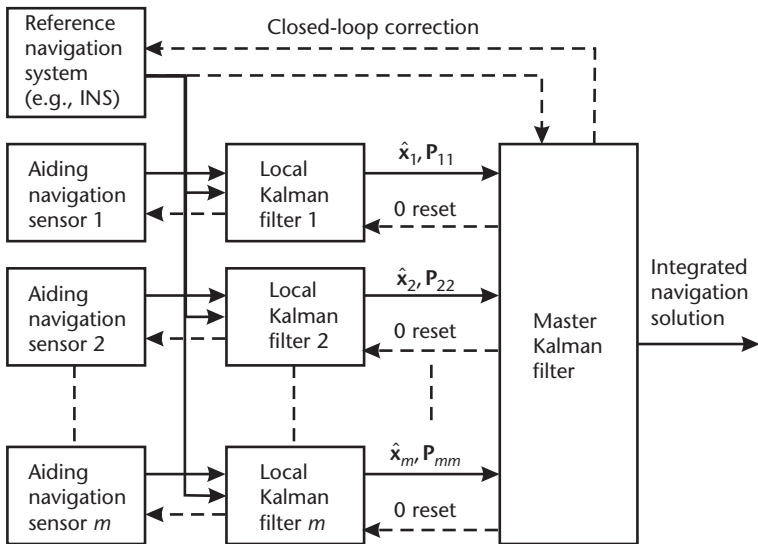 Reference
navigation
system
(e.g., INS)
Closed-loop correction
Aiding
navigation
sensor 1
Local
Kalman
filter 1
x̂₁, P₁₁
0 reset
Aiding
navigation
sensor 2
Local
Kalman
filter 2
x̂₂, P₂₂
0 reset
Master
Kalman
filter
Integrated
navigation
solution
Aiding
navigation
sensor m
Local
Kalman
filter m
x̂ₘ, Pₘₘ
0 reset